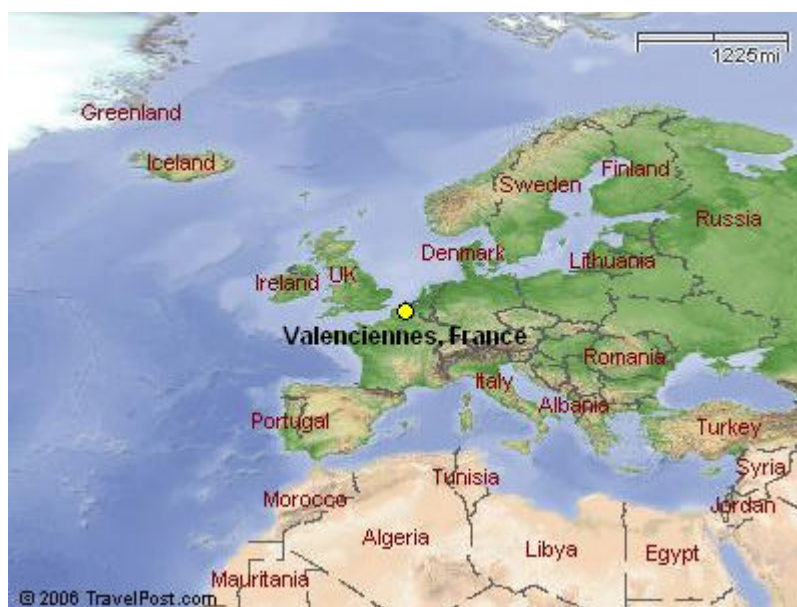 1225mi
Greenland
Iceland
Sweden
Finland
Russia
Denmark
Lithuania
Ireland
UK
Valenciennes, France
Romania
Italy
Albania
Portugal
Turkey
Syria
Tunisia
Jordan
Morocco
Algeria
Libya
Egypt
Mauritania
© 2006 TravelPost.com